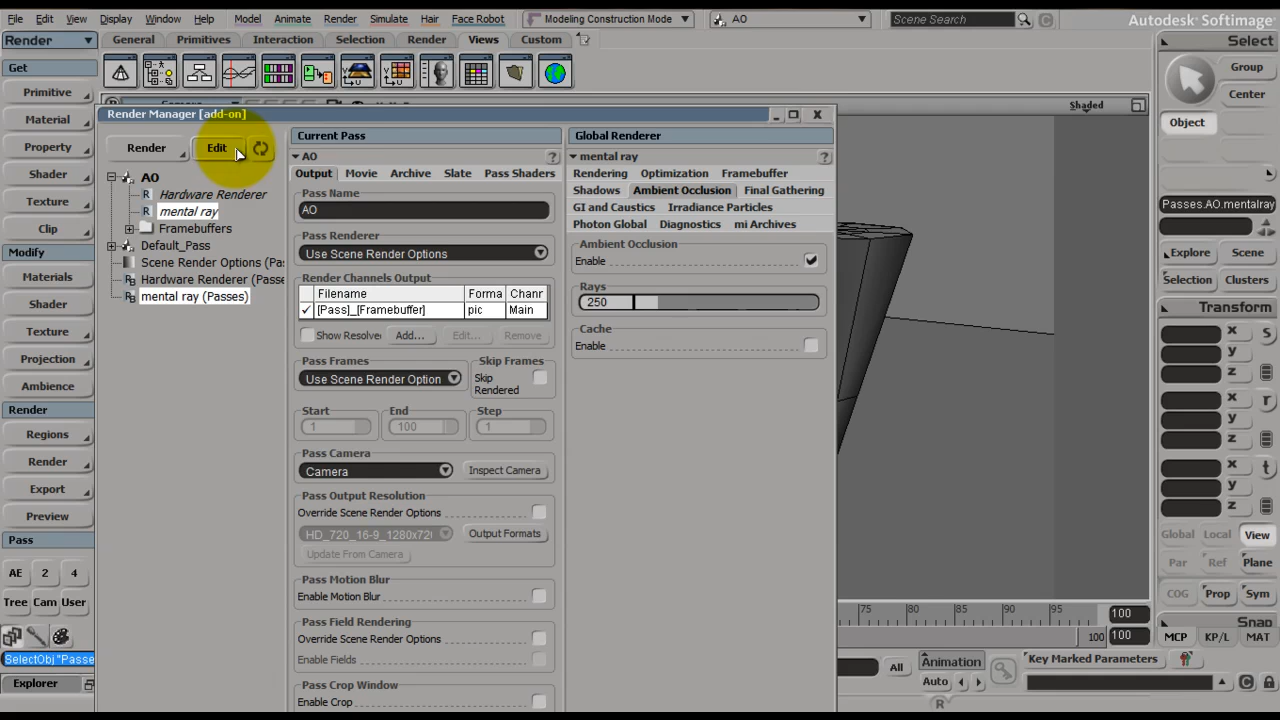 File Edit View Display Window Help Model Animate Render Simulate Hair Face Robot Modeling Construction Mode AO Scene Search Autodesk Softimage
Render General Primitives Interaction Selection Render Views Custom Select
Get
Primitive
Material
Property
Shader
Texture
Clip
Modify
Materials
Shader
Texture
Projection
Ambience
Render
Regions
Render
Export
Preview
Pass
AE 2 4
Tree Cam User
SelectObj "Passe
Explorer
Render Manager [add-on]
Render Edit
AO
Hardware Renderer
mental ray
Framebuffers
Default_Pass
Scene Render Options (Pas
Hardware Renderer (Passe
mental ray (Passes)
Current Pass
AO ?
Output Movie Archive Slate Pass Shaders
Pass Name
AO
Pass Renderer
Use Scene Render Options
Render Channels Output
Filename Forma Chanr
[Pass]_[Framebuffer] pic Main
Show Resolve Add... Edit... Remove
Pass Frames Skip Frames
Use Scene Render Option Skip Rendered
Start End Step
1 100 1
Pass Camera
Camera Inspect Camera
Pass Output Resolution
Override Scene Render Options
HD_720_16-9_1280x72 Output Formats
Update From Camera
Pass Motion Blur
Enable Motion Blur
Pass Field Rendering
Override Scene Render Options
Enable Fields
Pass Crop Window
Enable Crop
Global Renderer
mental ray ?
Rendering Optimization Framebuffer
Shadows Ambient Occlusion Final Gathering
GI and Caustics Irradiance Particles
Photon Global Diagnostics mi Archives
Ambient Occlusion
Enable
Rays
250
Cache
Enable
Shaded
75 80 85 90 95 100
100 100
All Animation
Auto
Key Marked Parameters
R
Group
Center
Object
Passes.AO.mentalray
Explore Scene
Selection Clusters
Transform
x S
y
z
x r
y
z
x t
y
z
Global Local View
Par Ref Plane
COG Prop Sym
Snap
MCP KP/L MAT